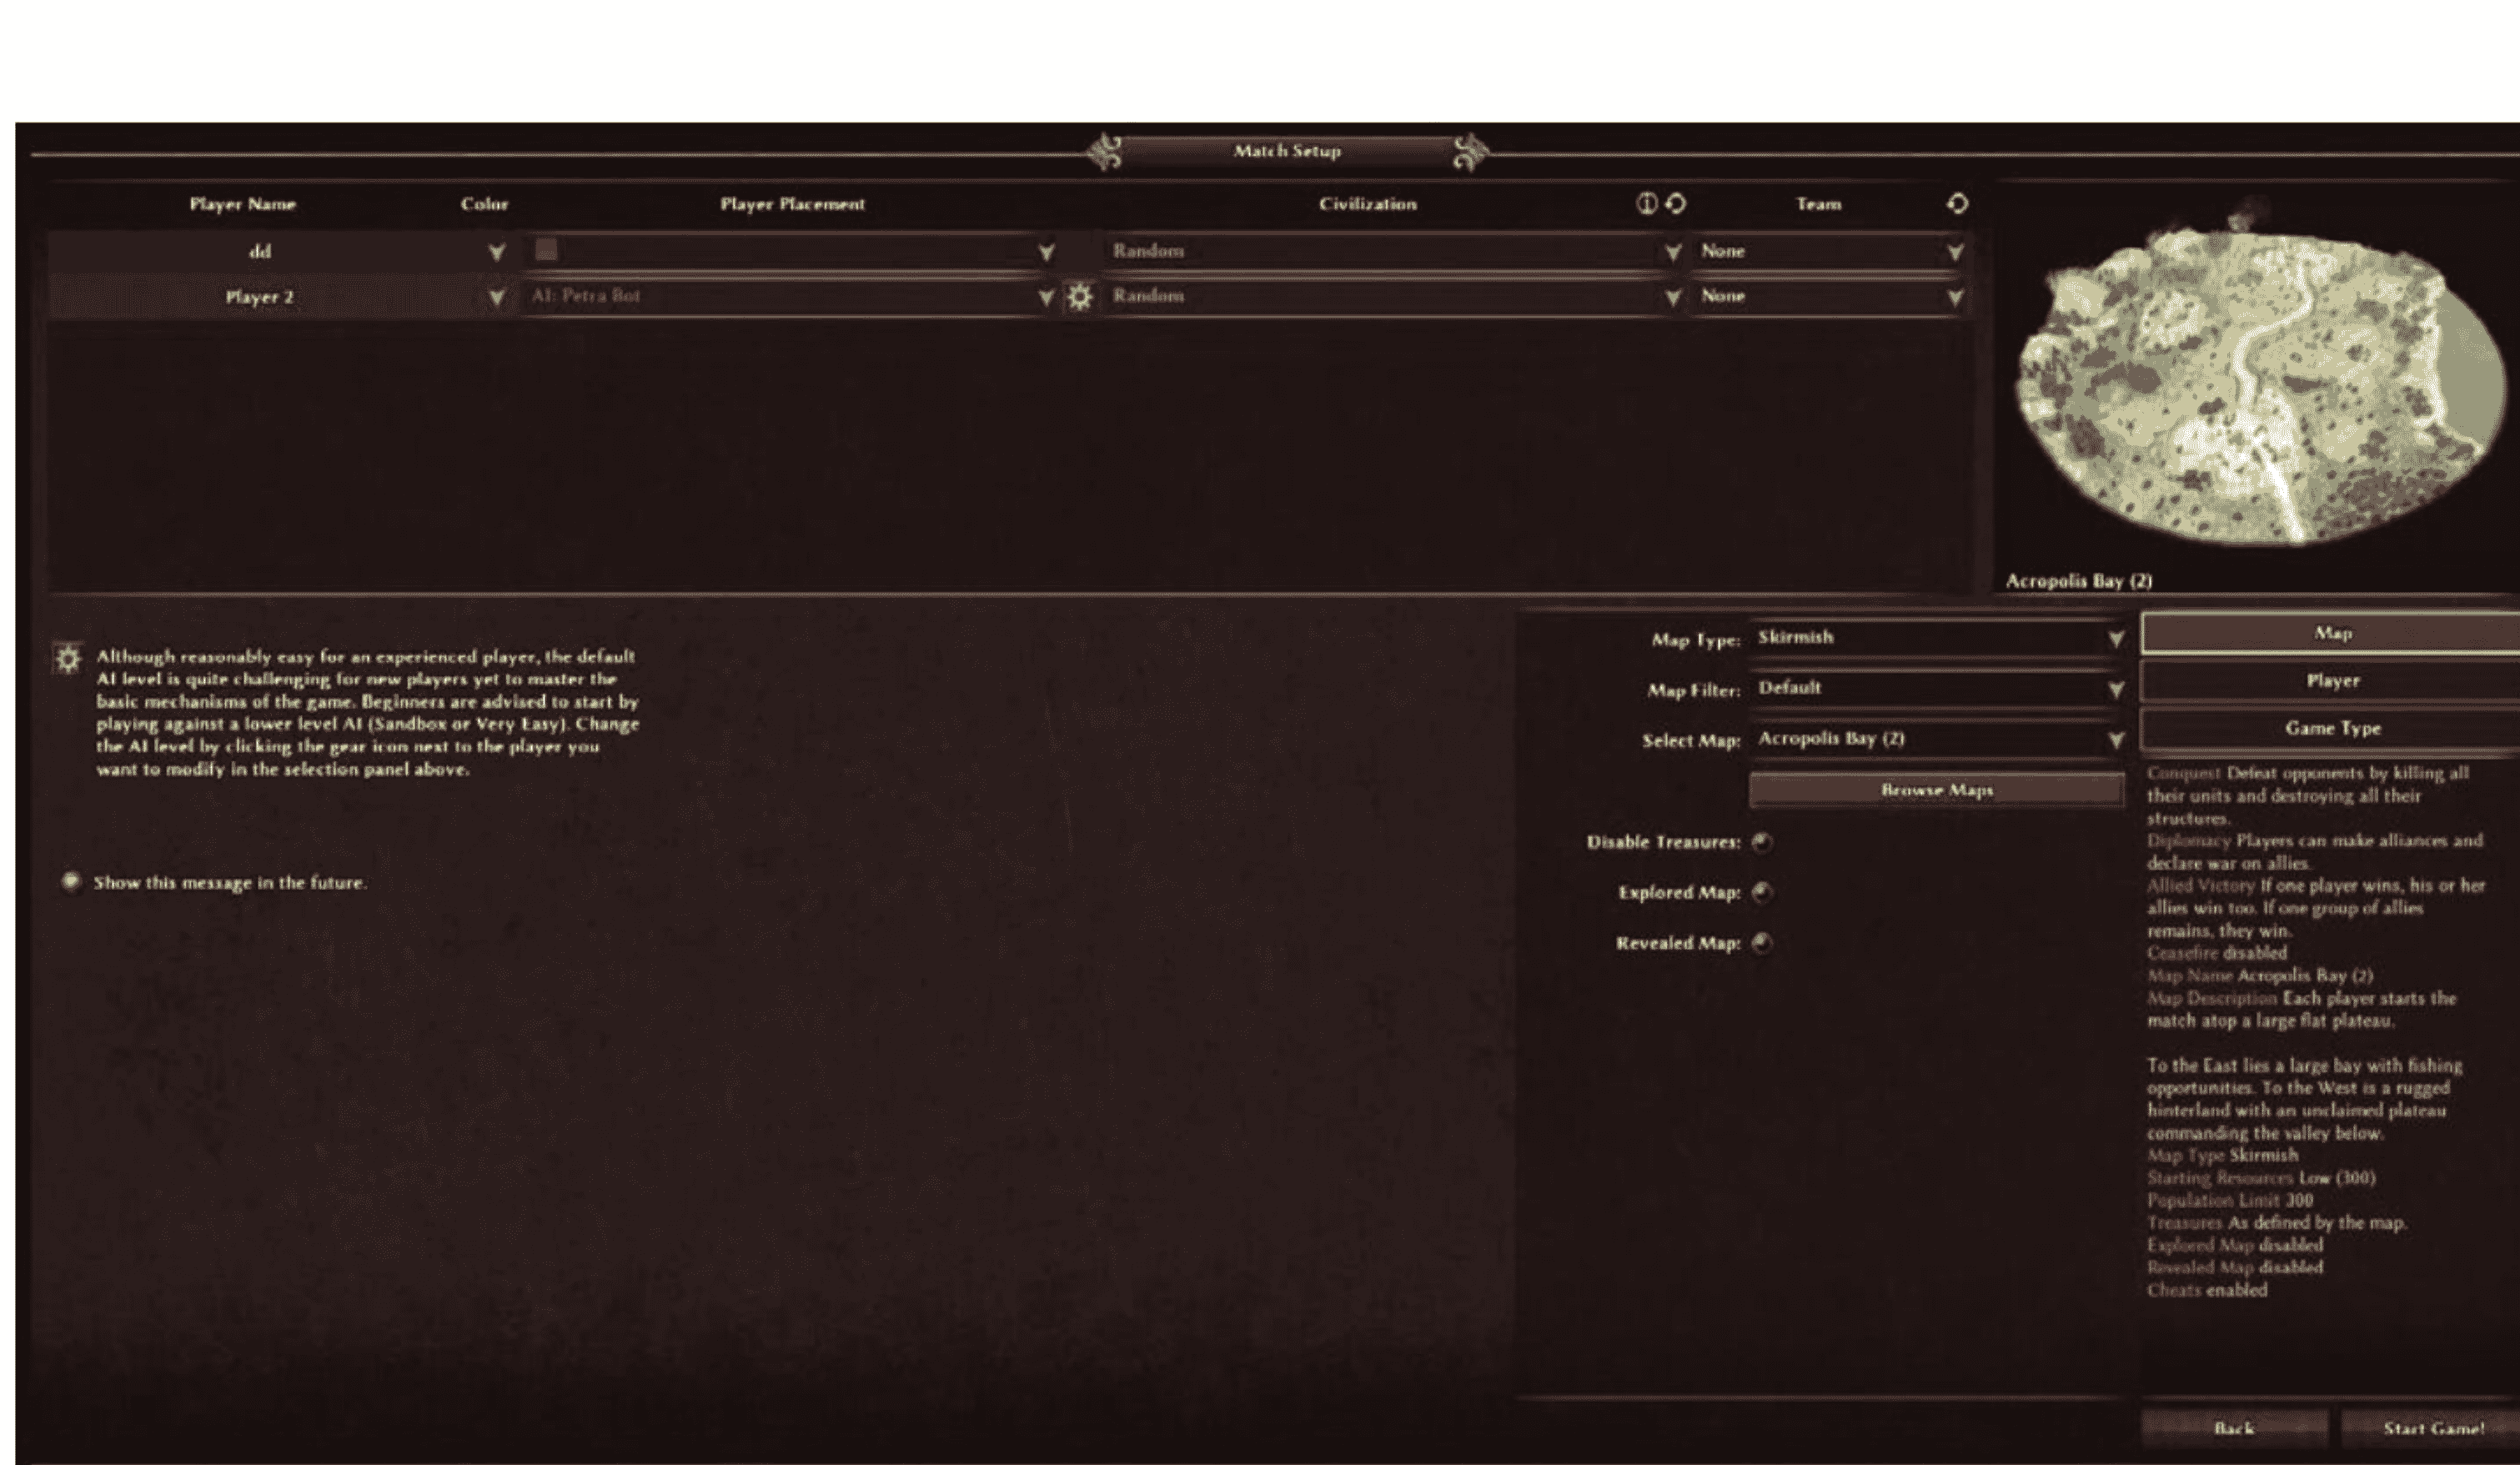 Match Setup
Player Name Color Player Placement Civilization Team
dd Random None
Player 2 AI: Petra Bot Random None
Acropolis Bay (2)
Although reasonably easy for an experienced player, the default
AI level is quite challenging for new players yet to master the
basic mechanisms of the game. Beginners are advised to start by
playing against a lower level AI (Sandbox or Very Easy). Change
the AI level by clicking the gear icon next to the player you
want to modify in the selection panel above.
Show this message in the future.
Map Type: Skirmish
Map Filter: Default
Select Map: Acropolis Bay (2)
Browse Maps
Disable Treasures:
Explored Map:
Revealed Map:
Map
Player
Game Type
Conquest Defeat opponents by killing all
their units and destroying all their
structures.
Diplomacy Players can make alliances and
declare war on allies.
Allied Victory If one player wins, his or her
allies win too. If one group of allies
remains, they win.
Ceasefire disabled
Map Name Acropolis Bay (2)
Map Description Each player starts the
match atop a large flat plateau.
To the East lies a large bay with fishing
opportunities. To the West is a rugged
hinterland with an unclaimed plateau
commanding the valley below.
Map Type Skirmish
Starting Resources Low (300)
Population Limit 300
Treasures As defined by the map.
Explored Map disabled
Revealed Map disabled
Cheats enabled
Back
Start Game!